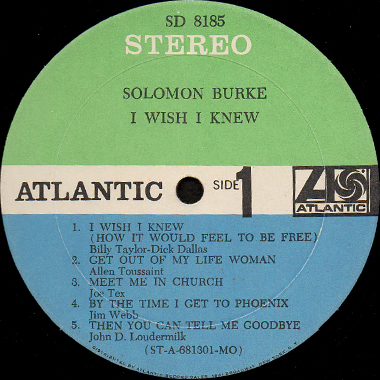 SD 8185
STEREO
SOLOMON BURKE
I WISH I KNEW
ATLANTIC SIDE 1
ATLANTIC
1. I WISH I KNEW
(HOW IT WOULD FEEL TO BE FREE)
Billy Taylor-Dick Dallas
2. GET OUT OF MY LIFE WOMAN
Allen Toussaint
3. MEET ME IN CHURCH
Joe Tex
4. BY THE TIME I GET TO PHOENIX
Jim Webb
5. THEN YOU CAN TELL ME GOODBYE
John D. Loudermilk
(ST-A-681301-MO)